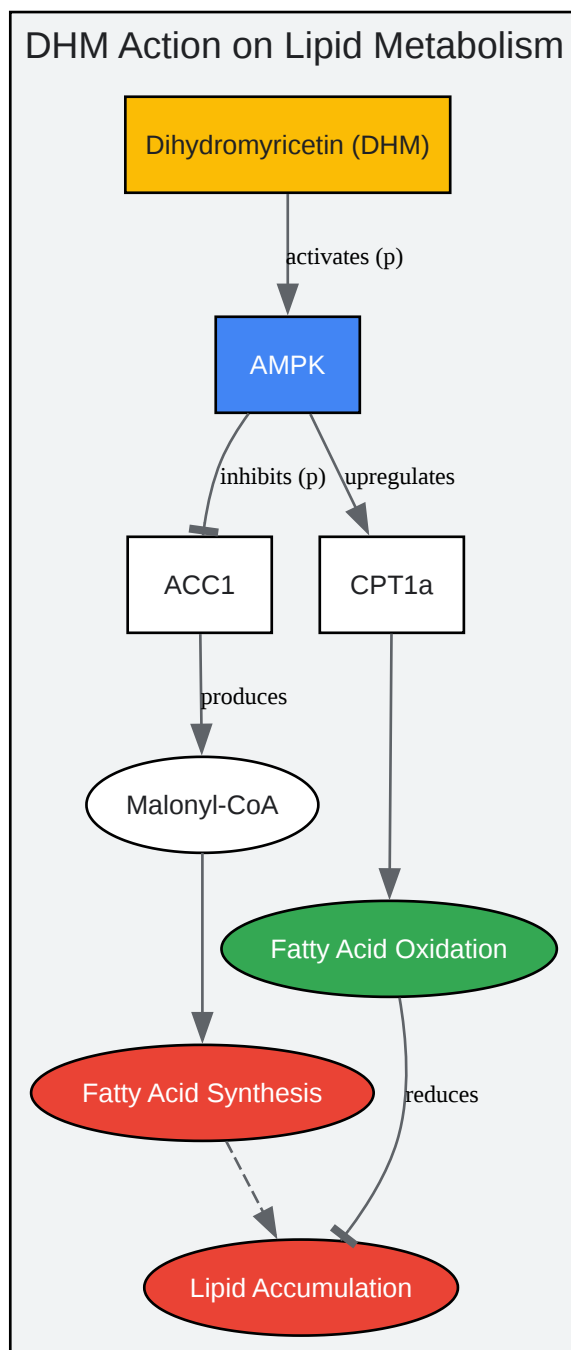 DHM Action on Lipid Metabolism
Dihydromyricetin (DHM)
activates (p)
AMPK
inhibits (p)
upregulates
ACC1
CPT1a
produces
Malonyl-CoA
Fatty Acid Oxidation
Fatty Acid Synthesis
reduces
Lipid Accumulation